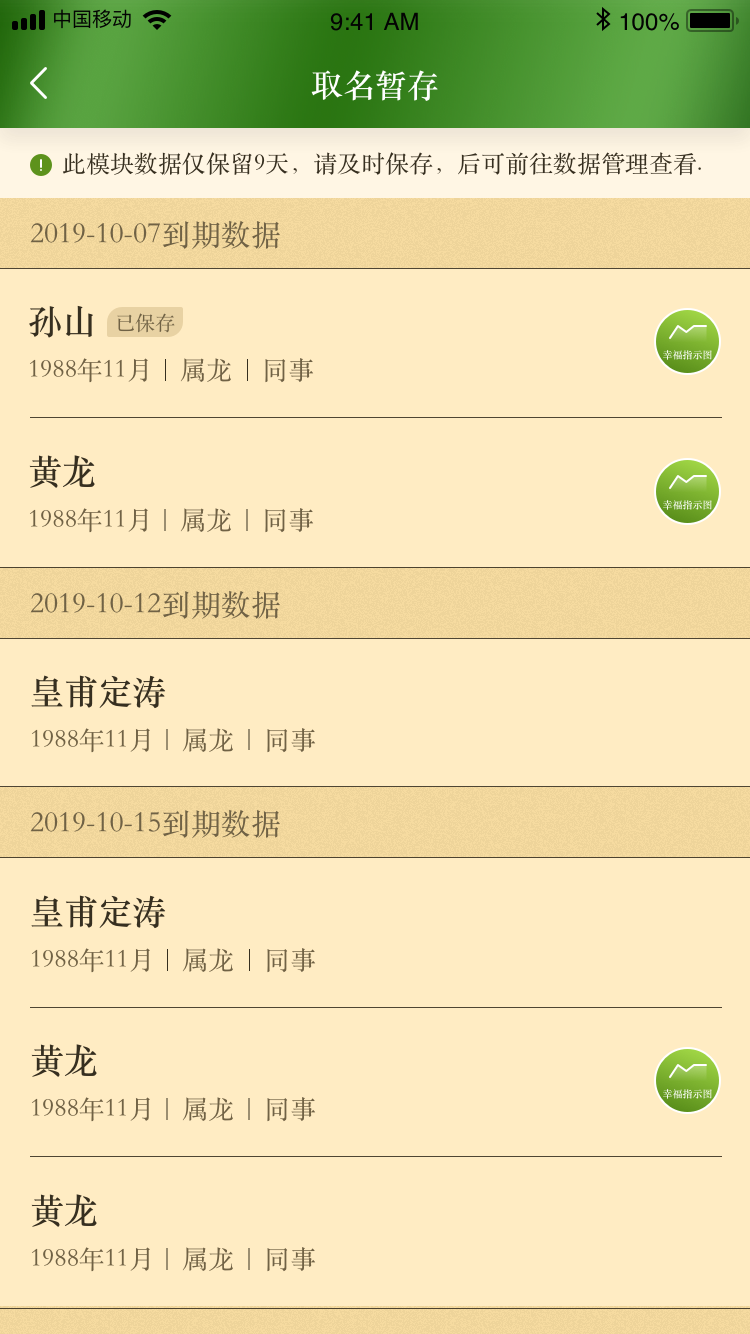 中国移动 9:41 AM 100%
取名暂存
此模块数据仅保留9天，请及时保存，后可前往数据管理查看.
2019-10-07到期数据
孙山 已保存
1988年11月 | 属龙 | 同事
幸福指示图
黄龙
1988年11月 | 属龙 | 同事
幸福指示图
2019-10-12到期数据
皇甫定涛
1988年11月 | 属龙 | 同事
2019-10-15到期数据
皇甫定涛
1988年11月 | 属龙 | 同事
黄龙
1988年11月 | 属龙 | 同事
幸福指示图
黄龙
1988年11月 | 属龙 | 同事